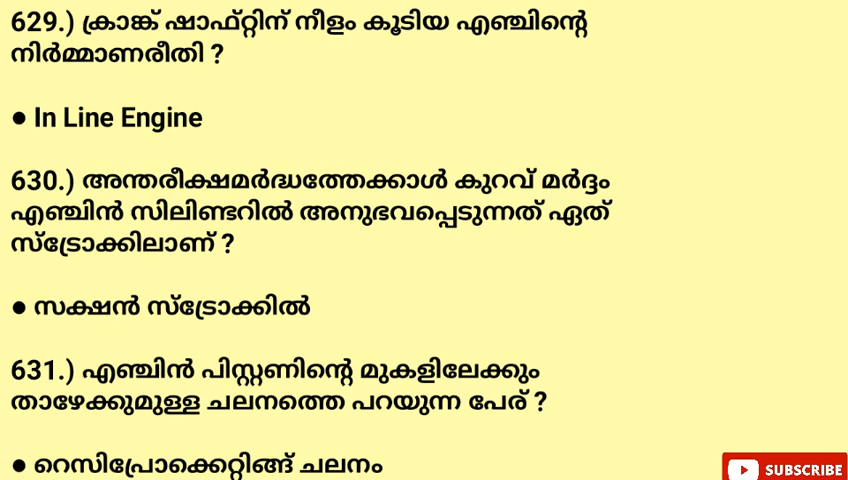 629.) ക്രാങ്ക് ഷാഫ്റ്റിന് നീളം കൂടിയ എഞ്ചിന്റെ
നിർമ്മാണരീതി ?
● In Line Engine
630.) അന്തരീക്ഷമർദ്ധത്തേക്കാൾ കുറവ് മർദ്ദം
എഞ്ചിൻ സിലിണ്ടറിൽ അനുഭവപ്പെടുന്നത് ഏത്
സ്ട്രോക്കിലാണ് ?
● സക്ഷൻ സ്ട്രോക്കിൽ
631.) എഞ്ചിൻ പിസ്റ്റണിന്റെ മുകളിലേക്കും
താഴേക്കുമുള്ള ചലനത്തെ പറയുന്ന പേര് ?
● റെസിപ്രോക്കെറ്റിങ്ങ് ചലനം
SUBSCRIBE